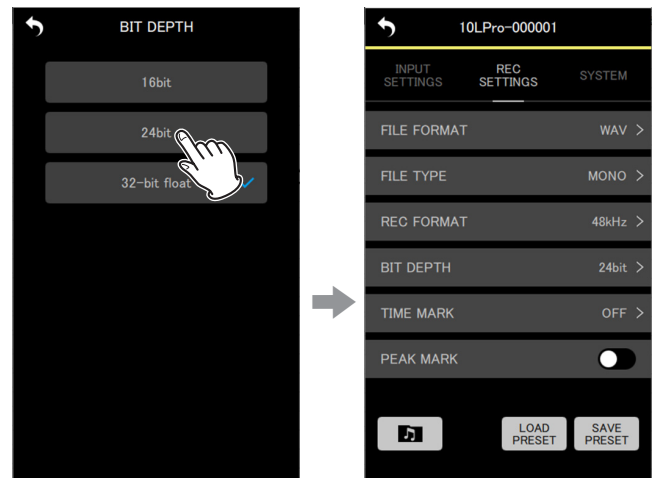 BIT DEPTH
16bit
24bit
32-bit float
10LPro-000001
INPUT
SETTINGS
REC
SETTINGS
SYSTEM
FILE FORMAT WAV >
FILE TYPE MONO >
REC FORMAT 48kHz >
BIT DEPTH 24bit >
TIME MARK OFF >
PEAK MARK
LOAD
PRESET
SAVE
PRESET